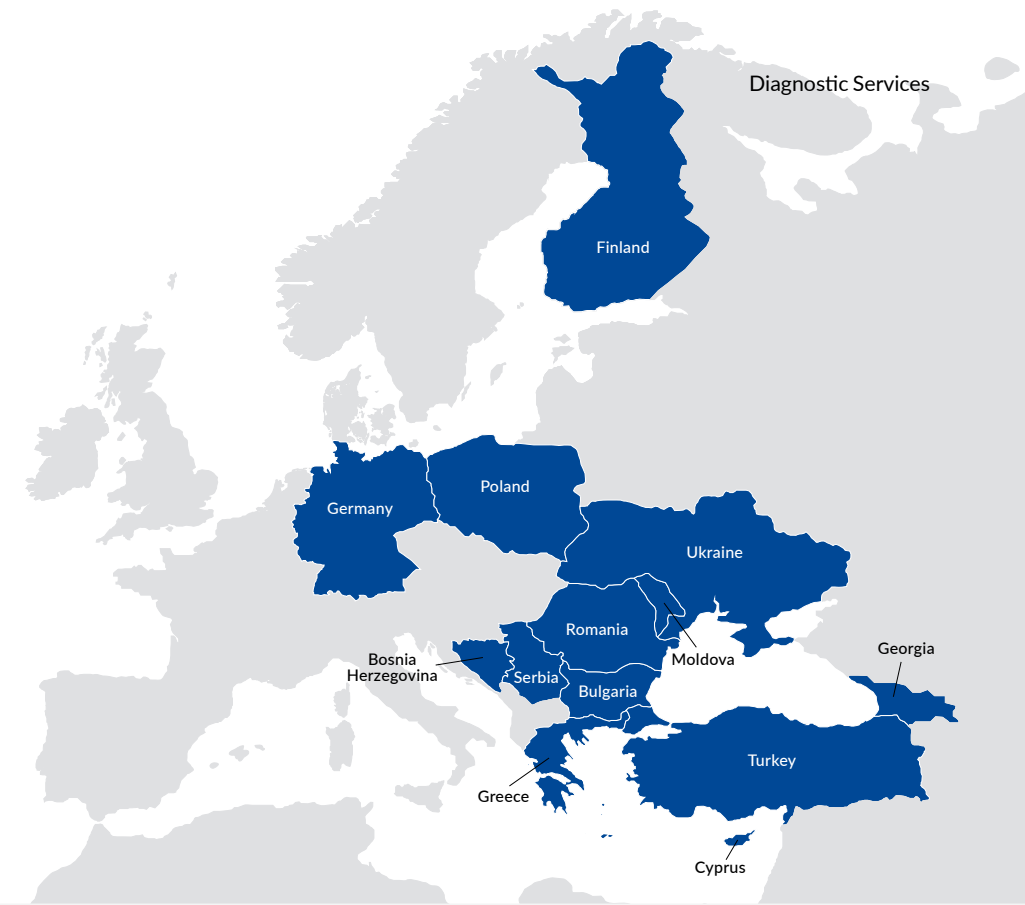 Diagnostic Services
Finland
Poland
Germany
Ukraine
Romania
Georgia
Bosnia
Herzegovina
Moldova
Serbia
Bulgaria
Turkey
Greece
Cyprus